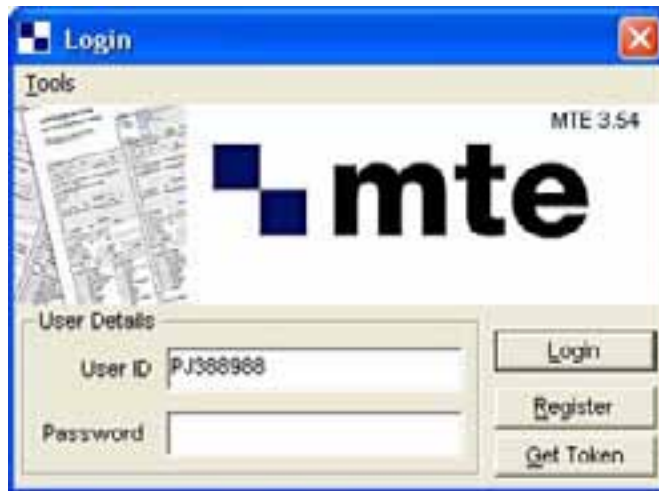 Login
Tools
MTE 3.54
mte
User Details
User ID PJ388988
Password
Login
Register
Get Token